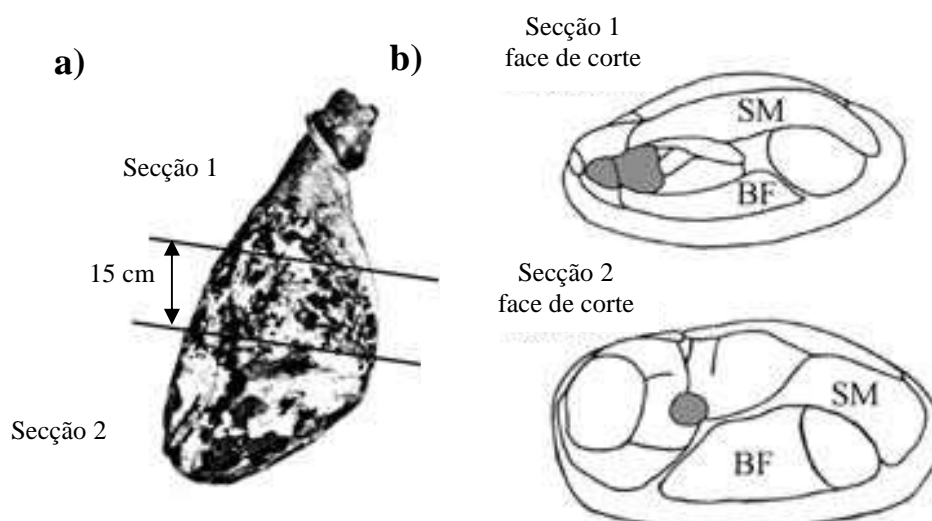 a)
b)
Secção 1
face de corte
SM
BF
Secção 1
15 cm
Secção 2
Secção 2
face de corte
SM
BF